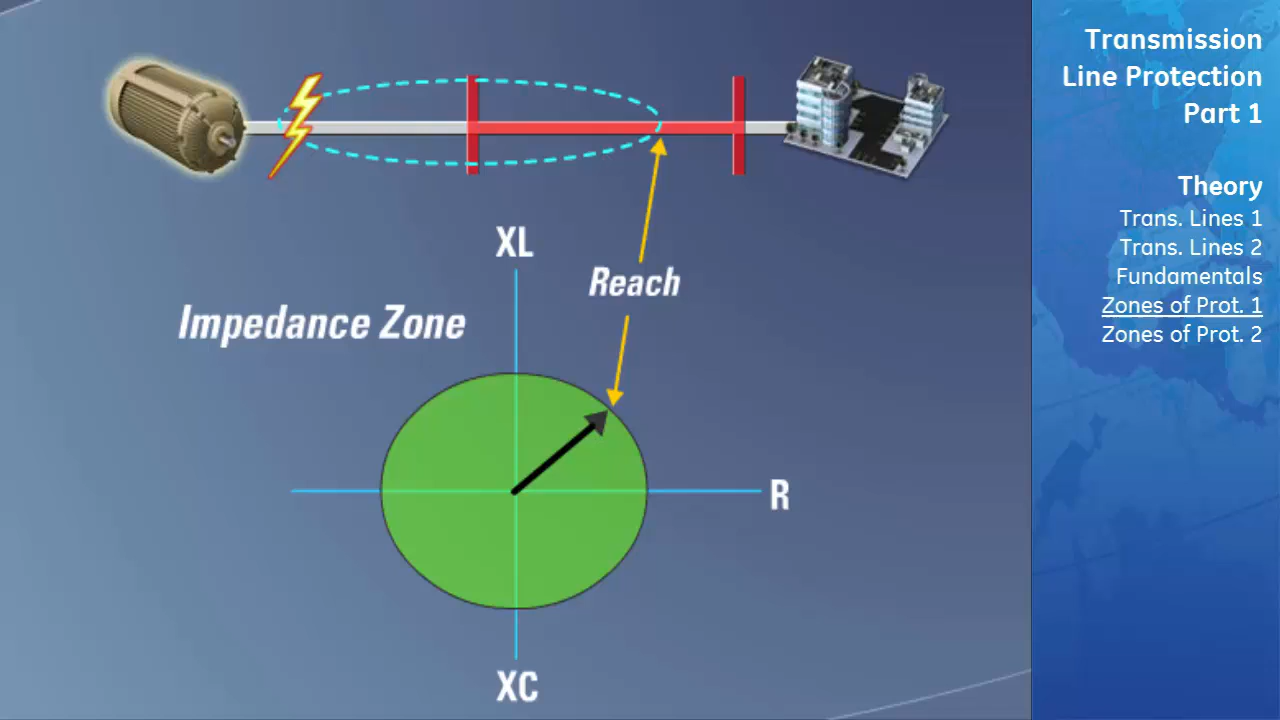 XL
Reach
Impedance Zone
R
XC
Transmission
Line Protection
Part 1
Theory
Trans. Lines 1
Trans. Lines 2
Fundamentals
Zones of Prot. 1
Zones of Prot. 2